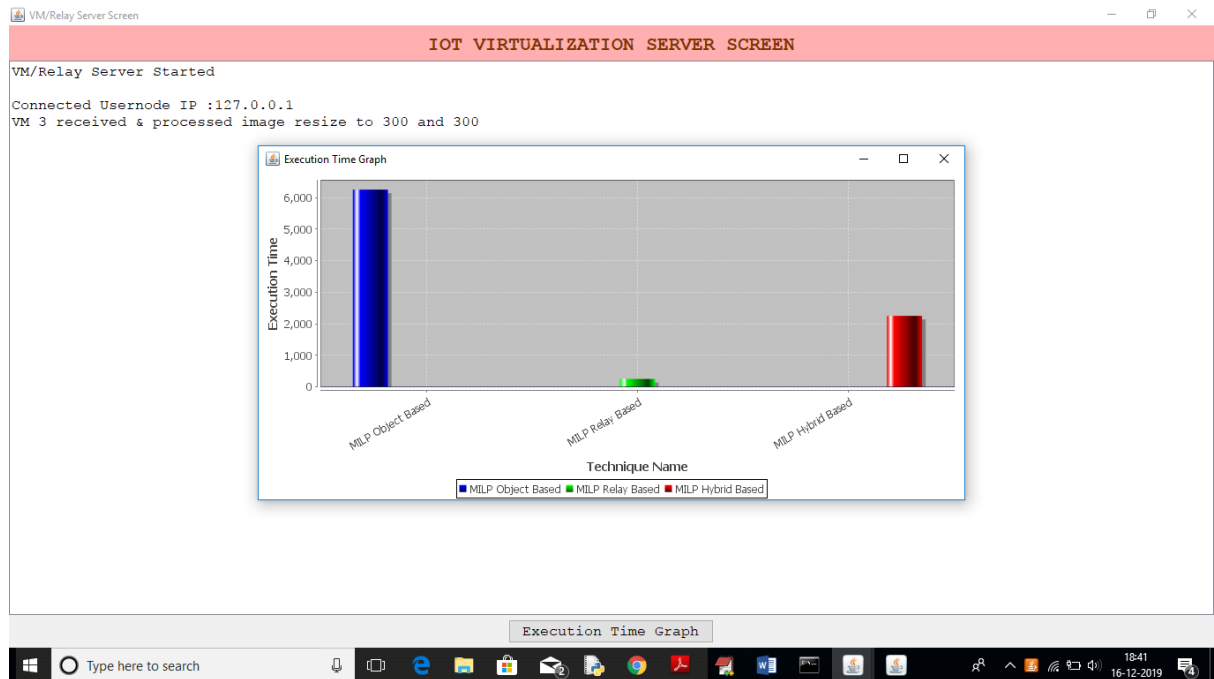 VM/Relay Server Screen
IOT VIRTUALIZATION SERVER SCREEN
VM/Relay Server Started
Connected Usernode IP :127.0.0.1
VM 3 received & processed image resize to 300 and 300
Execution Time Graph
Execution Time
6,000
5,000
4,000
3,000
2,000
1,000
0
MILP Object Based
MILP Relay Based
MILP Hybrid Based
Technique Name
MILP Object Based MILP Relay Based MILP Hybrid Based
Execution Time Graph
Type here to search
2
18:41
16-12-2019
4